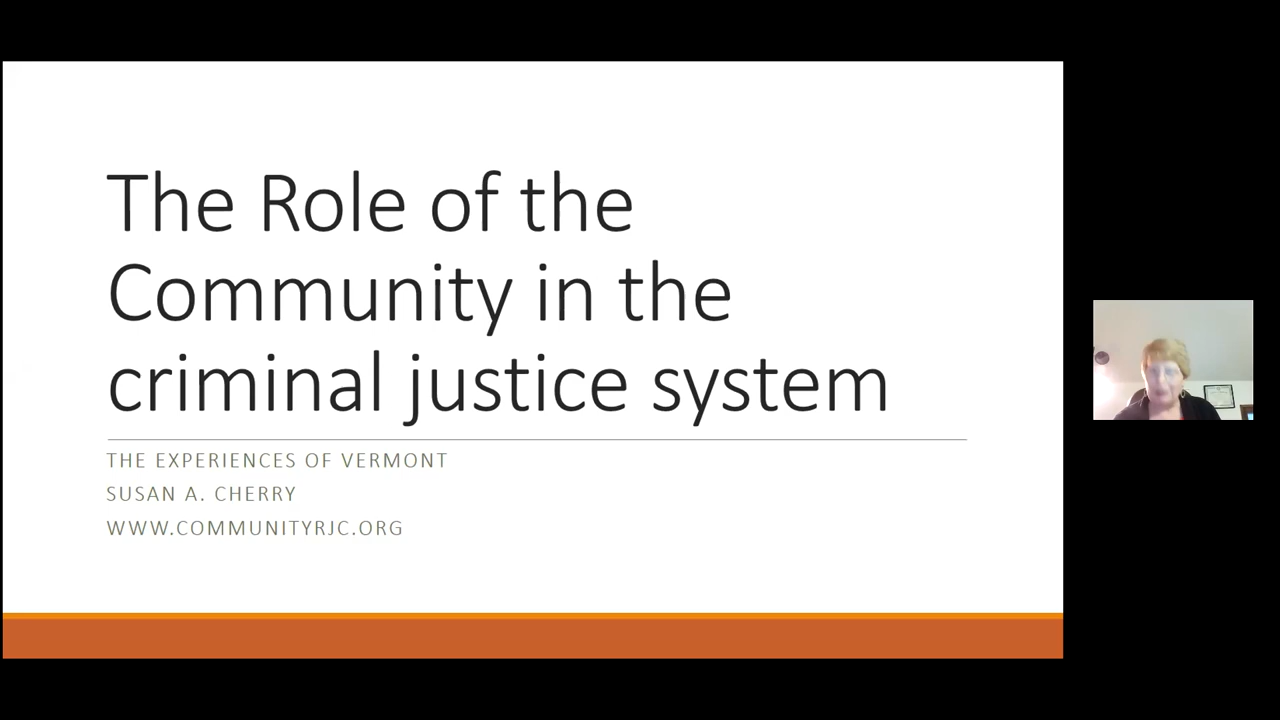 The Role of the
Community in the
criminal justice system
THE EXPERIENCES OF VERMONT
SUSAN A. CHERRY
WWW.COMMUNITYRJC.ORG